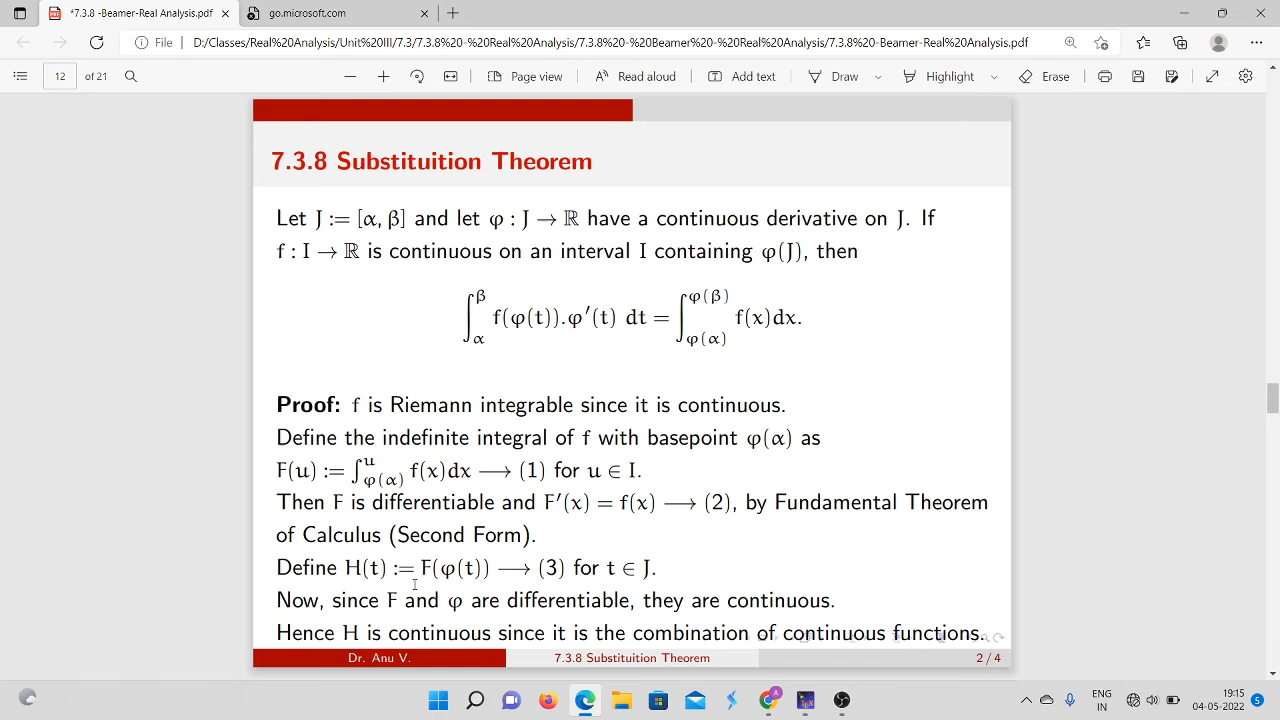 *7.3.8 -Beamer-Real Analysis.pdf
go.microsoft.com
File D:/Classes/Real%20Analysis/Unit%20III/7.3/7.3.8%20-%20Beamer%20-%20Real%20Analysis/7.3.8%20-%20Beamer-Real%20Analysis.pdf
12 of 21 Page view Read aloud Add text Draw Highlight Erase
7.3.8 Substituition Theorem
Let J := [α, β] and let φ : J → ℝ have a continuous derivative on J. If
f : I → ℝ is continuous on an interval I containing φ(J), then
∫_α^β f(φ(t)).φ′(t) dt = ∫_{φ(α)}^{φ(β)} f(x)dx.
Proof: f is Riemann integrable since it is continuous.
Define the indefinite integral of f with basepoint φ(α) as
F(u) := ∫_{φ(α)}^u f(x)dx ⟶ (1) for u ∈ I.
Then F is differentiable and F′(x) = f(x) ⟶ (2), by Fundamental Theorem
of Calculus (Second Form).
Define H(t) := F(φ(t)) ⟶ (3) for t ∈ J.
Now, since F and φ are differentiable, they are continuous.
Hence H is continuous since it is the combination of continuous functions.
Dr. Anu V. 7.3.8 Substituition Theorem 2 / 4
ENG 19:15
IN 04-05-2022 5